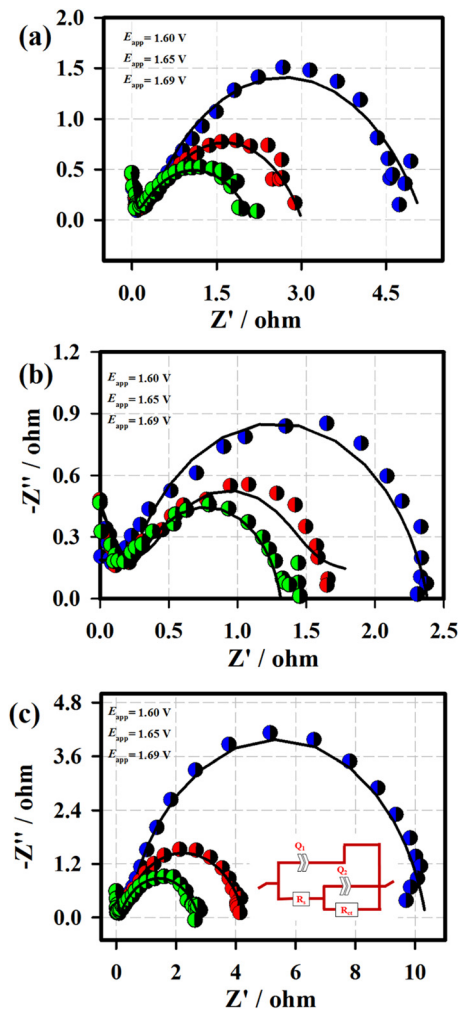 (a)
E_app = 1.60 V
E_app = 1.65 V
E_app = 1.69 V
2.0
1.5
1.0
0.5
0.0
0.0 1.5 3.0 4.5
Z' / ohm
(b)
E_app = 1.60 V
E_app = 1.65 V
E_app = 1.69 V
-Z'' / ohm
1.2
0.9
0.6
0.3
0.0
0.0 0.5 1.0 1.5 2.0 2.5
Z' / ohm
(c)
E_app = 1.60 V
E_app = 1.65 V
E_app = 1.69 V
-Z'' / ohm
4.8
3.6
2.4
1.2
0.0
Q1
Q2
Rs
Rct
0 2 4 6 8 10
Z' / ohm